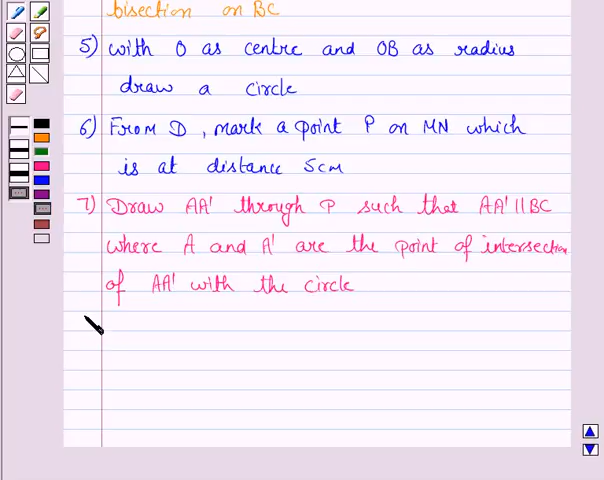 bisection on BC
5) with O as centre and OB as radius
draw a circle
6) From D, mark a point P on MN which
is at distance 5cm
7) Draw AA' through P such that AA' || BC
where A and A' are the point of intersection
of AA' with the circle